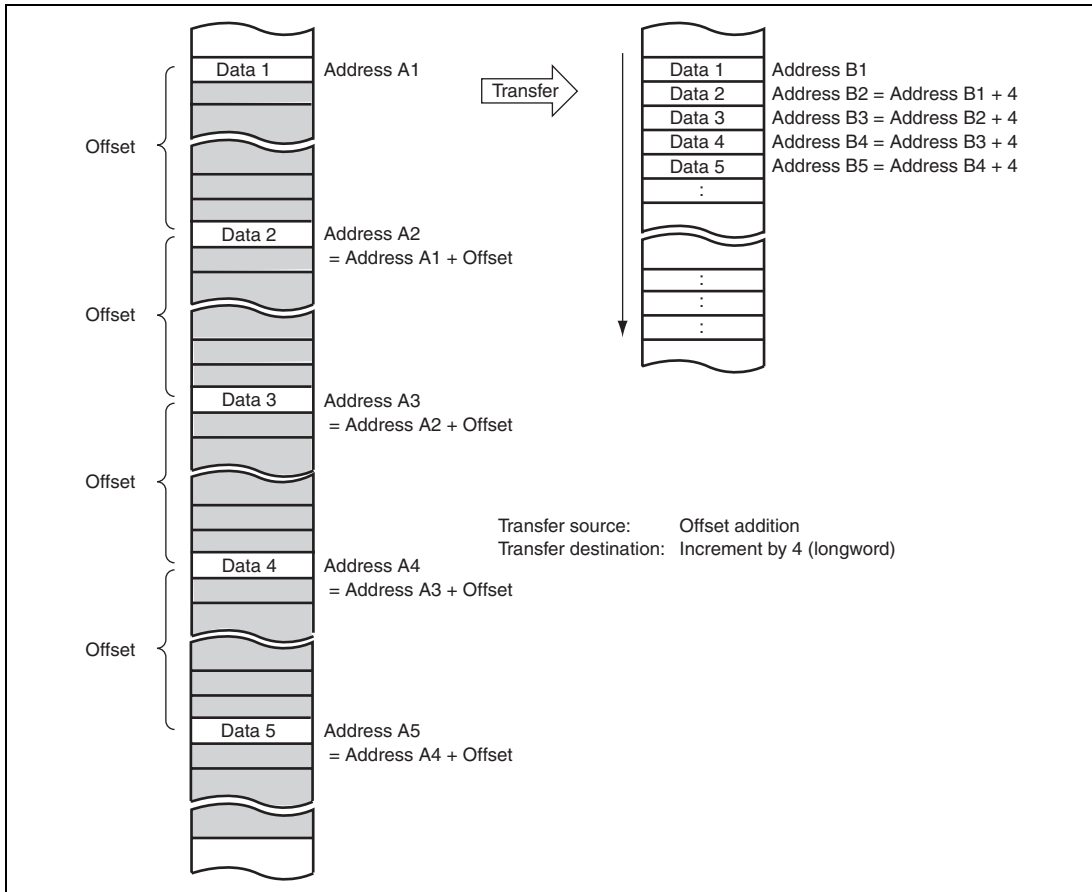 Data 1
Address A1
Offset
Data 2
Address A2
= Address A1 + Offset
Offset
Data 3
Address A3
= Address A2 + Offset
Offset
Data 4
Address A4
= Address A3 + Offset
Offset
Data 5
Address A5
= Address A4 + Offset
Transfer
Data 1
Address B1
Data 2
Address B2 = Address B1 + 4
Data 3
Address B3 = Address B2 + 4
Data 4
Address B4 = Address B3 + 4
Data 5
Address B5 = Address B4 + 4
:
:
:
:
Transfer source: Offset addition
Transfer destination: Increment by 4 (longword)